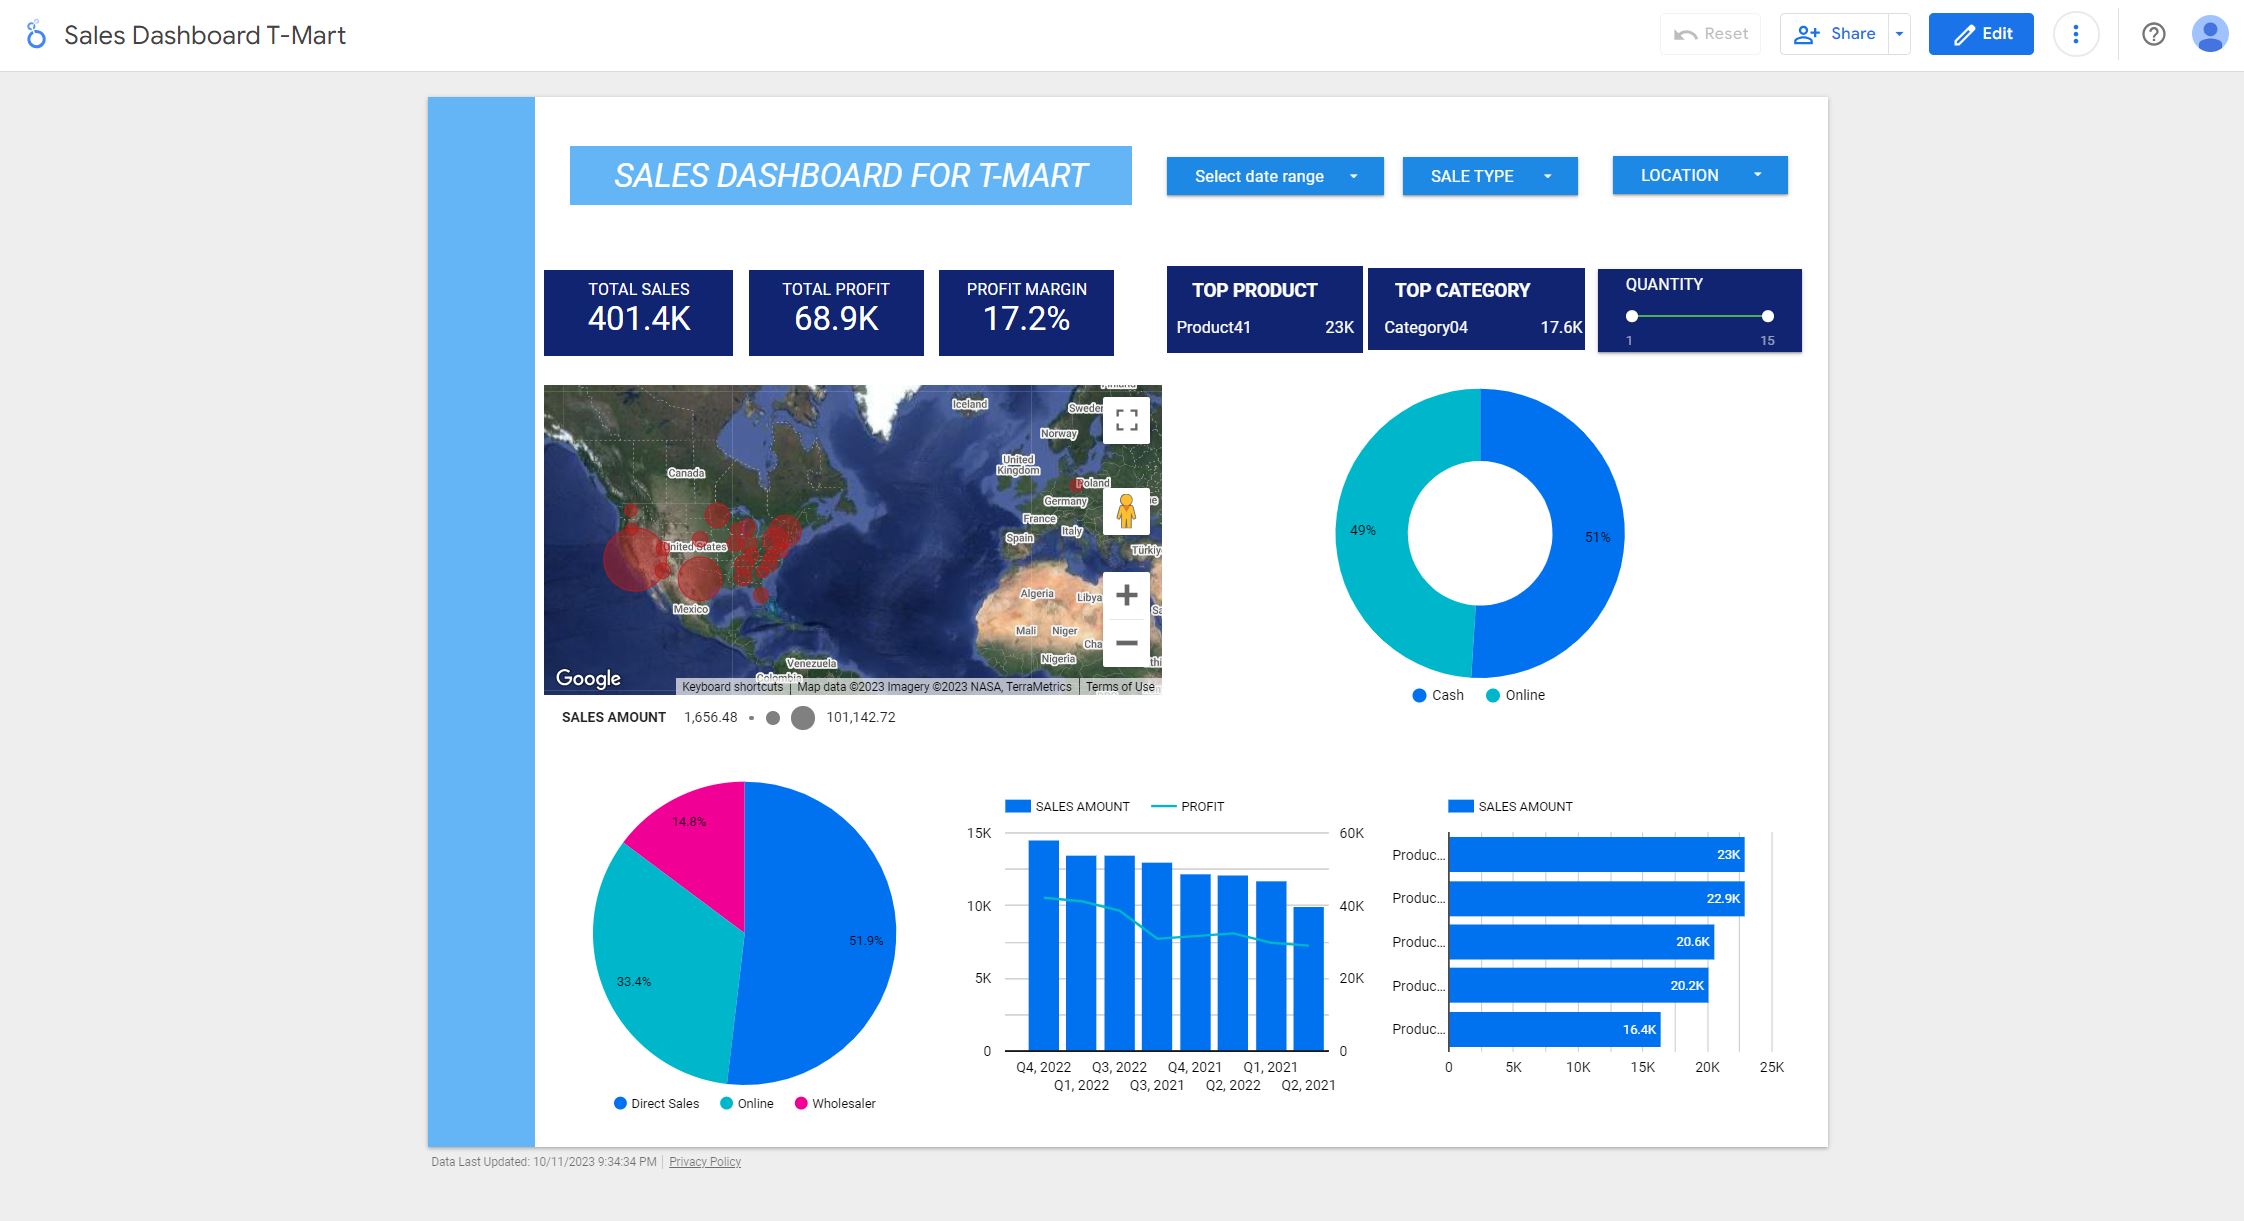 Sales Dashboard T-Mart
Reset
Share
Edit
SALES DASHBOARD FOR T-MART
Select date range
SALE TYPE
LOCATION
TOTAL SALES
401.4K
TOTAL PROFIT
68.9K
PROFIT MARGIN
17.2%
TOP PRODUCT
Product41 23K
TOP CATEGORY
Category04 17.6K
QUANTITY
1 15
Iceland
Norway
United
Kingdom
Canada
Poland
Germany
France
Italy
Spain
United States
Algeria
Mexico
Mali
Niger
Nigeria
Venezuela
Colombia
Google
Keyboard shortcuts
Map data ©2023 Imagery ©2023 NASA, TerraMetrics
Terms of Use
SALES AMOUNT 1,656.48 101,142.72
49%
51%
Cash Online
14.8%
51.9%
33.4%
Direct Sales Online Wholesaler
SALES AMOUNT PROFIT
15K 60K
10K 40K
5K 20K
0 0
Q4, 2022 Q3, 2022 Q4, 2021 Q1, 2021
Q1, 2022 Q3, 2021 Q2, 2022 Q2, 2021
SALES AMOUNT
Produc... 23K
Produc... 22.9K
Produc... 20.6K
Produc... 20.2K
Produc... 16.4K
0 5K 10K 15K 20K 25K
Data Last Updated: 10/11/2023 9:34:34 PM
Privacy Policy